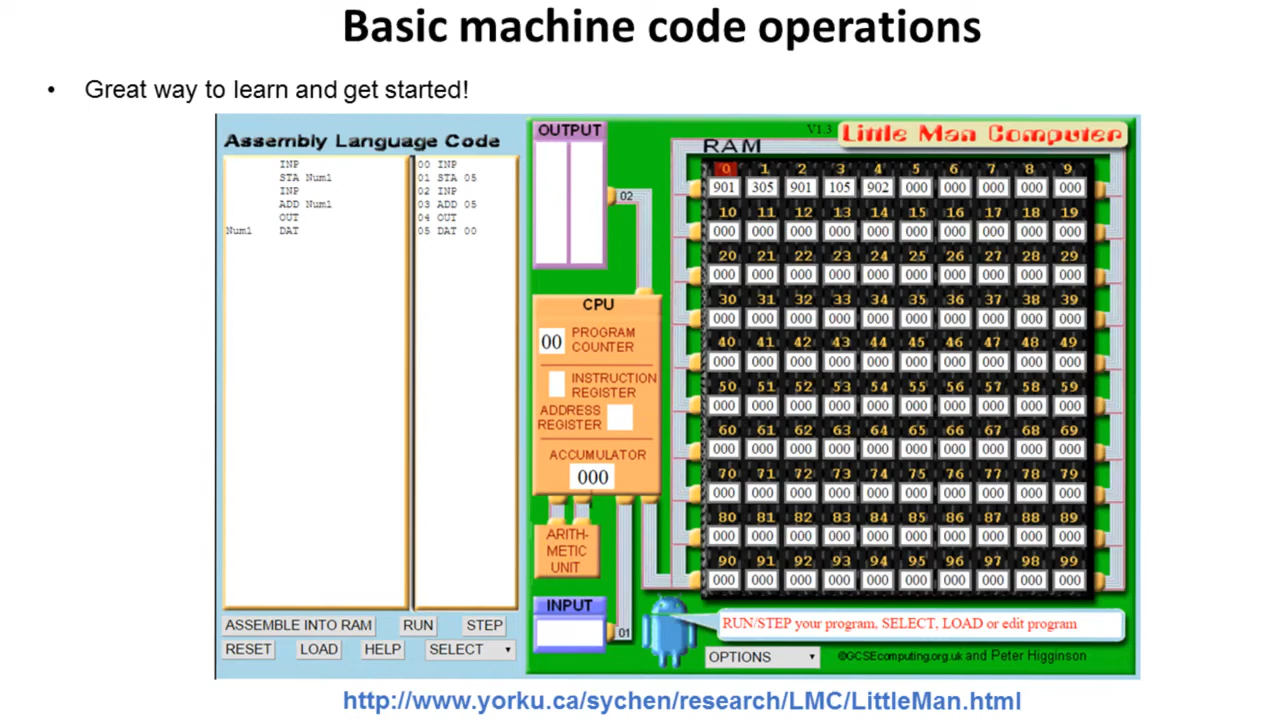 Basic machine code operations
• Great way to learn and get started!
Assembly Language Code
INP
STA Num1
INP
ADD Num1
OUT
Num1 DAT
00 INP
01 STA 05
02 INP
03 ADD 05
04 OUT
05 DAT 00
ASSEMBLE INTO RAM RUN STEP
RESET LOAD HELP SELECT
OUTPUT
02
CPU
00 PROGRAM
COUNTER
INSTRUCTION
REGISTER
ADDRESS
REGISTER
ACCUMULATOR
000
ARITH-
METIC
UNIT
INPUT
01
V1.3 Little Man Computer
RAM
0 1 2 3 4 5 6 7 8 9
901 305 901 105 902 000 000 000 000 000
10 11 12 13 14 15 16 17 18 19
000 000 000 000 000 000 000 000 000 000
20 21 22 23 24 25 26 27 28 29
000 000 000 000 000 000 000 000 000 000
30 31 32 33 34 35 36 37 38 39
000 000 000 000 000 000 000 000 000 000
40 41 42 43 44 45 46 47 48 49
000 000 000 000 000 000 000 000 000 000
50 51 52 53 54 55 56 57 58 59
000 000 000 000 000 000 000 000 000 000
60 61 62 63 64 65 66 67 68 69
000 000 000 000 000 000 000 000 000 000
70 71 72 73 74 75 76 77 78 79
000 000 000 000 000 000 000 000 000 000
80 81 82 83 84 85 86 87 88 89
000 000 000 000 000 000 000 000 000 000
90 91 92 93 94 95 96 97 98 99
000 000 000 000 000 000 000 000 000 000
RUN/STEP your program, SELECT, LOAD or edit program
OPTIONS
©GCSEcomputing.org.uk and Peter Higginson
http://www.yorku.ca/sychen/research/LMC/LittleMan.html